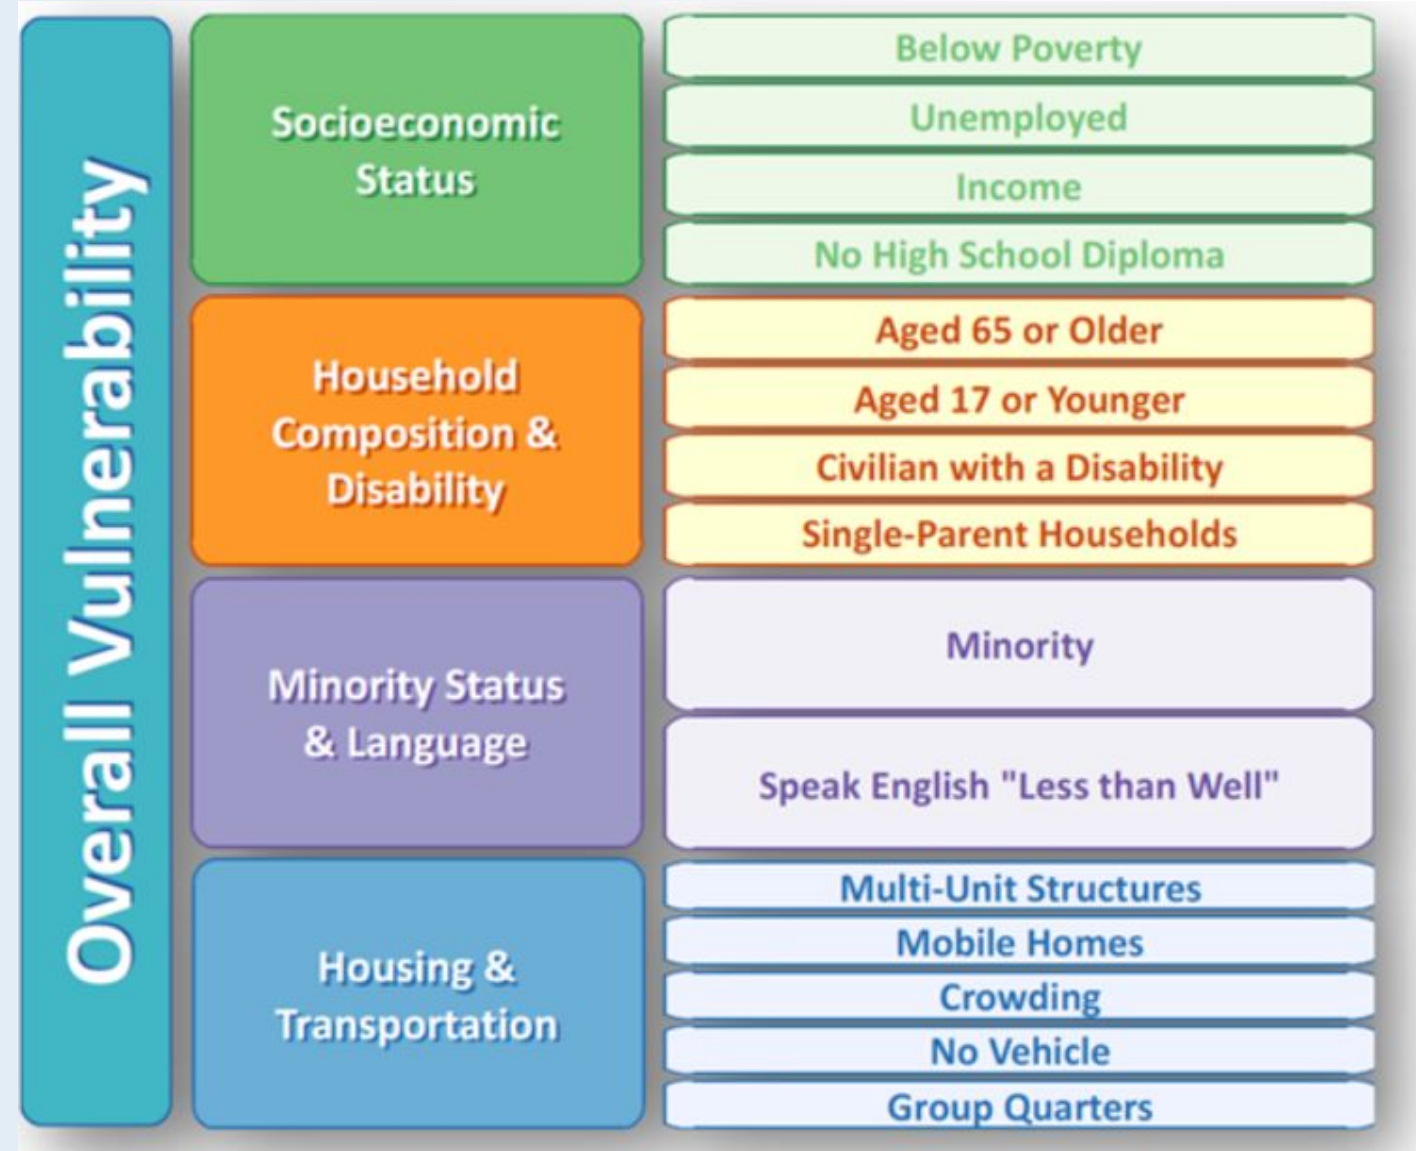 Overall Vulnerability
Socioeconomic
Status
Below Poverty
Unemployed
Income
No High School Diploma
Household
Composition &
Disability
Aged 65 or Older
Aged 17 or Younger
Civilian with a Disability
Single-Parent Households
Minority Status
& Language
Minority
Speak English "Less than Well"
Housing &
Transportation
Multi-Unit Structures
Mobile Homes
Crowding
No Vehicle
Group Quarters